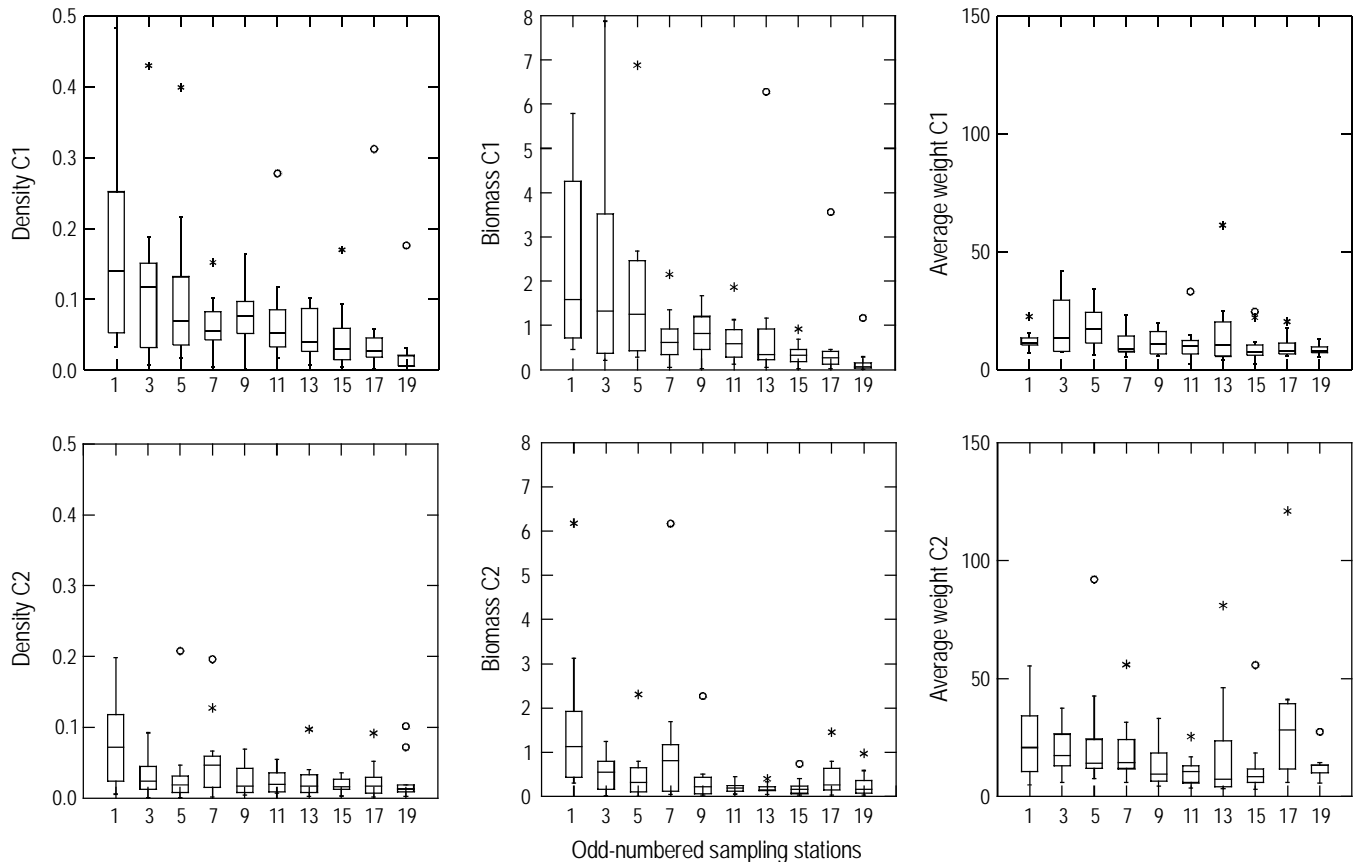 Density C1
0.5
0.4
0.3
0.2
0.1
0.0
1 3 5 7 9 11 13 15 17 19
Biomass C1
8
7
6
5
4
3
2
1
0
1 3 5 7 9 11 13 15 17 19
Average weight C1
150
100
50
0
1 3 5 7 9 11 13 15 17 19
Density C2
0.5
0.4
0.3
0.2
0.1
0.0
1 3 5 7 9 11 13 15 17 19
Biomass C2
8
7
6
5
4
3
2
1
0
1 3 5 7 9 11 13 15 17 19
Average weight C2
150
100
50
0
1 3 5 7 9 11 13 15 17 19
Odd-numbered sampling stations